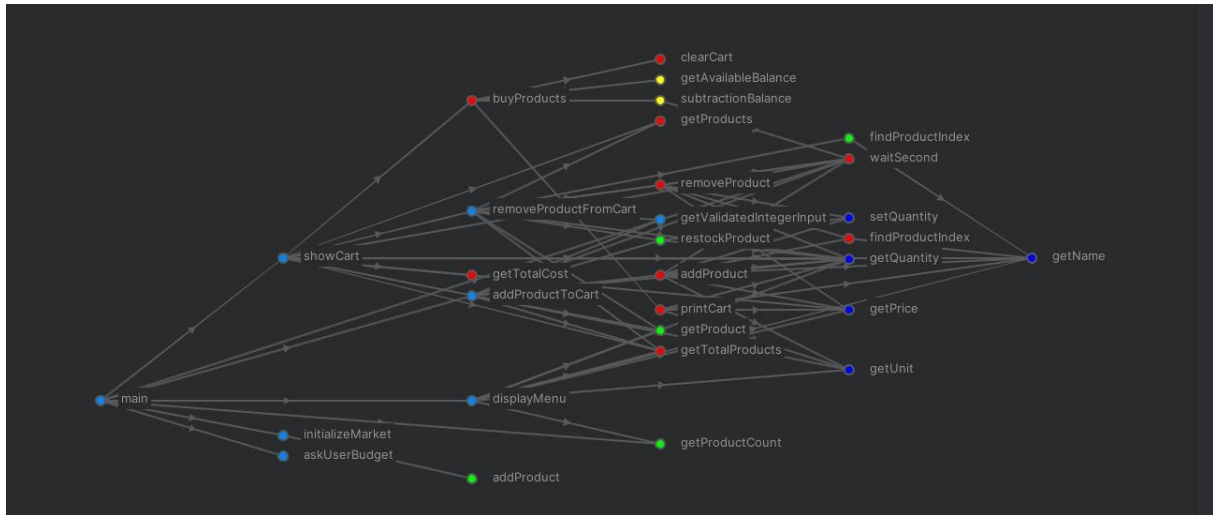 clearCart
getAvailableBalance
buyProducts
subtractionBalance
getProducts
findProductIndex
waitSecond
removeProduct
removeProductFromCart
getValidatedIntegerInput
setQuantity
restockProduct
findProductIndex
showCart
getQuantity
getName
getTotalCost
addProduct
addProductToCart
printCart
getPrice
getProduct
getTotalProducts
getUnit
main
displayMenu
initializeMarket
getProductCount
askUserBudget
addProduct